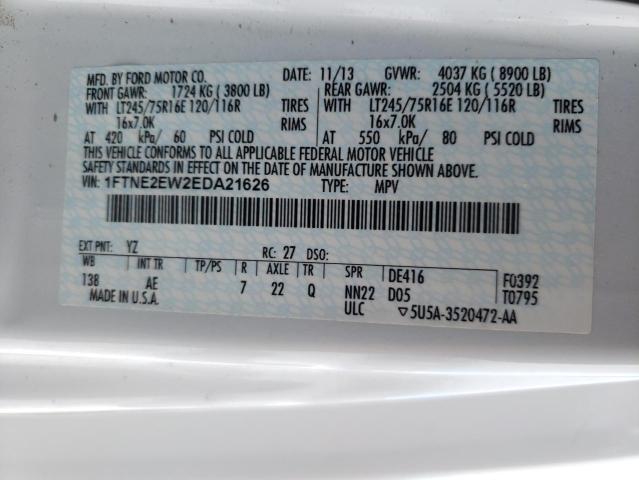 MFD. BY FORD MOTOR CO. DATE: 11/13 GVWR: 4037 KG ( 8900 LB)
FRONT GAWR: 1724 KG ( 3800 LB) REAR GAWR: 2504 KG ( 5520 LB)
WITH LT245/75R16E 120/116R TIRES WITH LT245/75R16E 120/116R TIRES
16x7.0K RIMS 16x7.0K RIMS
AT 420 kPa/ 60 PSI COLD AT 550 kPa/ 80 PSI COLD
THIS VEHICLE CONFORMS TO ALL APPLICABLE FEDERAL MOTOR VEHICLE
SAFETY STANDARDS IN EFFECT ON THE DATE OF MANUFACTURE SHOWN ABOVE.
VIN: 1FTNE2EW2EDA21626 TYPE: MPV
EXT PNT: YZ RC: 27 DSO:
WB INT TR TP/PS R AXLE TR SPR DE416 F0392
138 AE 7 22 Q NN22 D05 T0795
MADE IN U.S.A. ULC ▽5U5A-3520472-AA